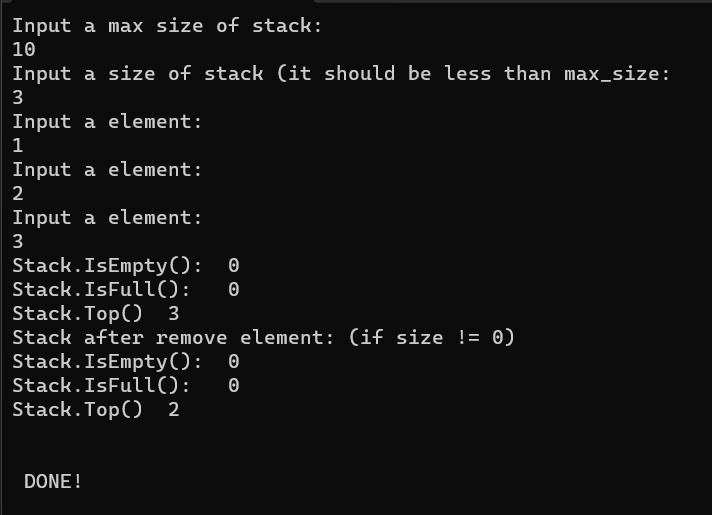 Input a max size of stack:
10
Input a size of stack (it should be less than max_size:
3
Input a element:
1
Input a element:
2
Input a element:
3
Stack.IsEmpty():  0
Stack.IsFull():   0
Stack.Top()  3
Stack after remove element: (if size != 0)
Stack.IsEmpty():  0
Stack.IsFull():   0
Stack.Top()  2
DONE!